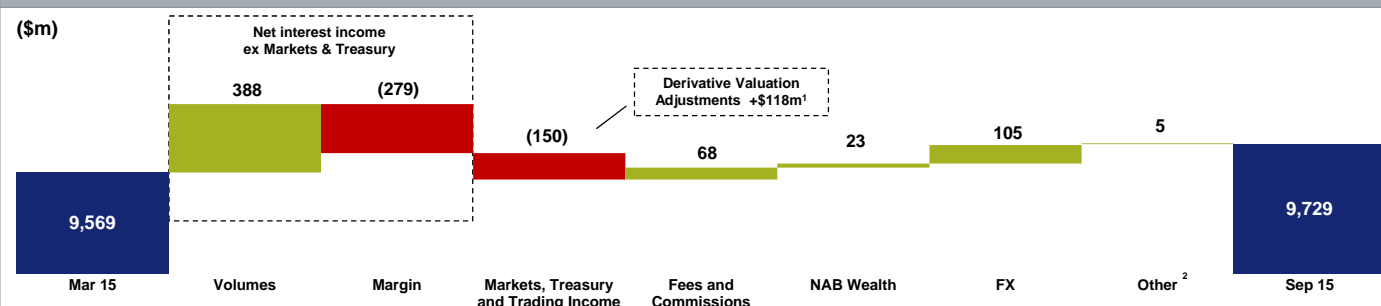 ($m)
Net interest income
ex Markets & Treasury
388
(279)
Derivative Valuation
Adjustments +$118m¹
(150)
68
23
105
5
9,569
9,729
Mar 15
Volumes
Margin
Markets, Treasury
and Trading Income
Fees and
Commissions
NAB Wealth
FX
Other ²
Sep 15